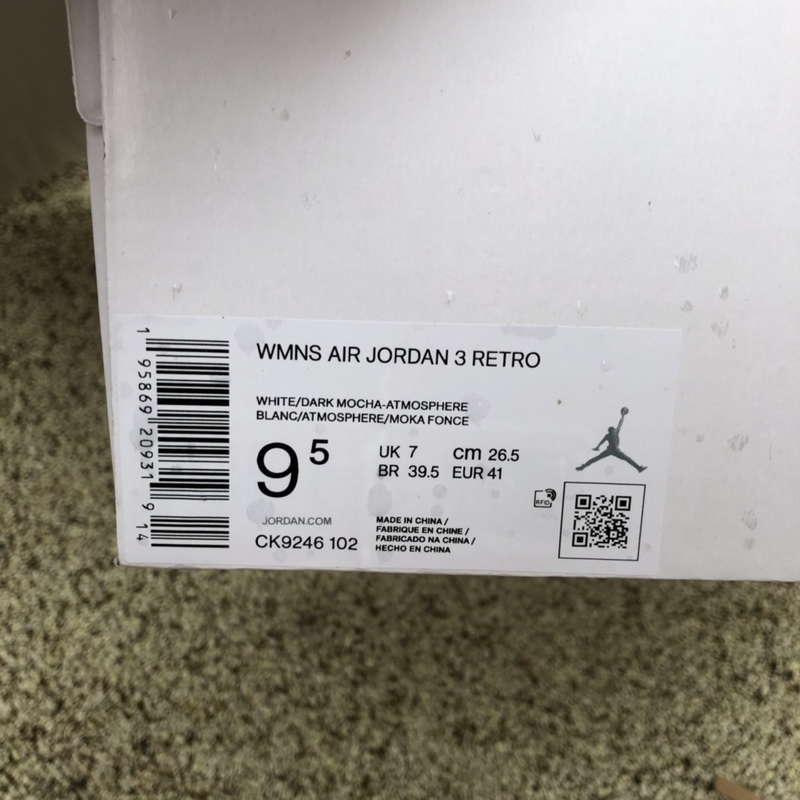 WMNS AIR JORDAN 3 RETRO
WHITE/DARK MOCHA-ATMOSPHERE
BLANC/ATMOSPHERE/MOKA FONCE
9⁵
UK 7 cm 26.5
BR 39.5 EUR 41
JORDAN.COM
CK9246 102
MADE IN CHINA /
FABRIQUE EN CHINE /
FABRICADO NA CHINA /
HECHO EN CHINA
RFID
1 95869 20931 9 14